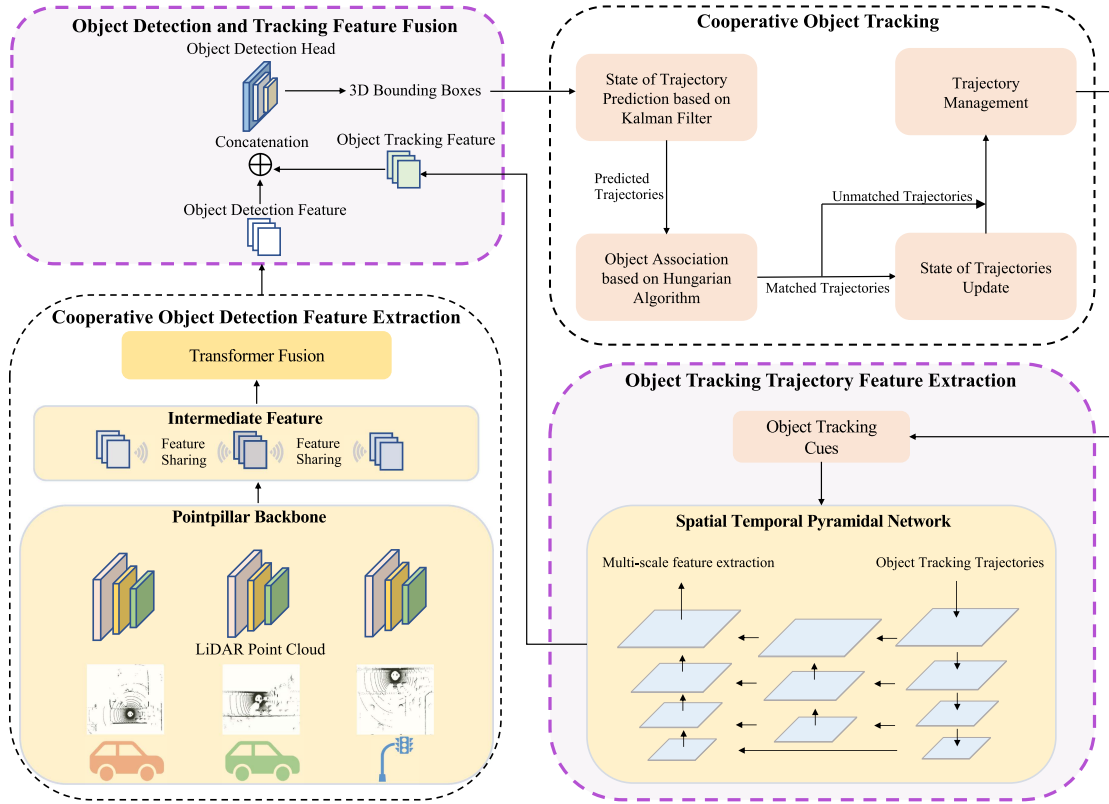 Object Detection and Tracking Feature Fusion
Object Detection Head
3D Bounding Boxes
Concatenation
Object Tracking Feature
Object Detection Feature
Cooperative Object Tracking
State of Trajectory
Prediction based on
Kalman Filter
Trajectory
Management
Predicted
Trajectories
Unmatched Trajectories
Object Association
based on Hungarian
Algorithm
Matched Trajectories
State of Trajectories
Update
Cooperative Object Detection Feature Extraction
Transformer Fusion
Intermediate Feature
Feature
Sharing
Feature
Sharing
Pointpillar Backbone
LiDAR Point Cloud
Object Tracking Trajectory Feature Extraction
Object Tracking
Cues
Spatial Temporal Pyramidal Network
Multi-scale feature extraction
Object Tracking Trajectories